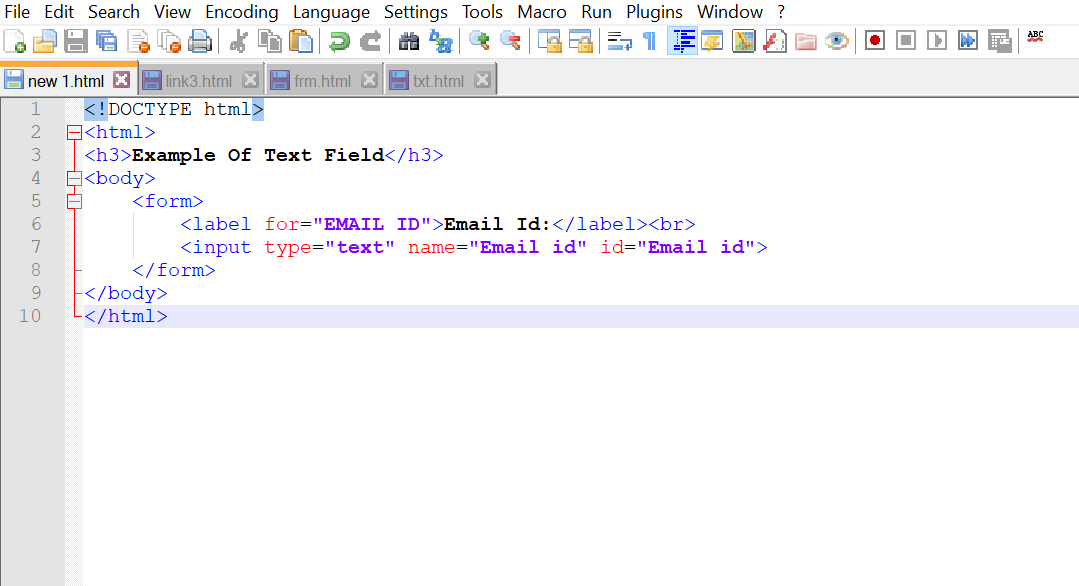 File Edit Search View Encoding Language Settings Tools Macro Run Plugins Window ?
ABC
new 1.html link3.html frm.html txt.html
1 <!DOCTYPE html>
2 <html>
3 <h3>Example Of Text Field</h3>
4 <body>
5 <form>
6 <label for="EMAIL ID">Email Id:</label><br>
7 <input type="text" name="Email id" id="Email id">
8 </form>
9 </body>
10 </html>